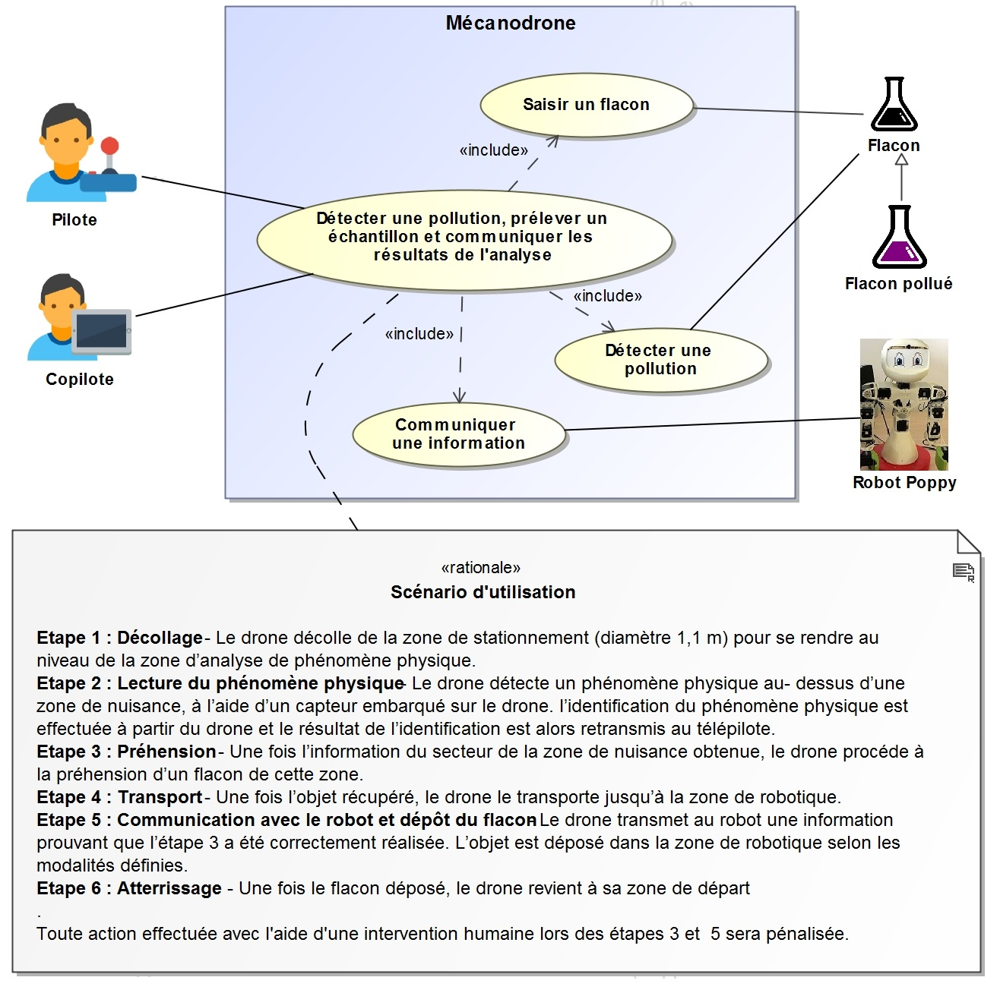 Mécanodrone
Saisir un flacon
«include»
Flacon
Pilote
Détecter une pollution, prélever un
échantillon et communiquer les
résultats de l'analyse
Flacon pollué
«include»
«include»
Détecter une
pollution
Copilote
Communiquer
une information
Robot Poppy
«rationale»
Scénario d'utilisation
Etape 1 : Décollage - Le drone décolle de la zone de stationnement (diamètre 1,1 m) pour se rendre au
niveau de la zone d’analyse de phénomène physique.
Etape 2 : Lecture du phénomène physique - Le drone détecte un phénomène physique au- dessus d’une
zone de nuisance, à l’aide d’un capteur embarqué sur le drone. l’identification du phénomène physique est
effectuée à partir du drone et le résultat de l’identification est alors retransmis au télépilote.
Etape 3 : Préhension - Une fois l’information du secteur de la zone de nuisance obtenue, le drone procéde à
la préhension d’un flacon de cette zone.
Etape 4 : Transport - Une fois l’objet récupéré, le drone le transporte jusqu’à la zone de robotique.
Etape 5 : Communication avec le robot et dépôt du flacon - Le drone transmet au robot une information
prouvant que l’étape 3 a été correctement réalisée. L’objet est déposé dans la zone de robotique selon les
modalités définies.
Etape 6 : Atterrissage - Une fois le flacon déposé, le drone revient à sa zone de départ
.
Toute action effectuée avec l'aide d'une intervention humaine lors des étapes 3 et 5 sera pénalisée.